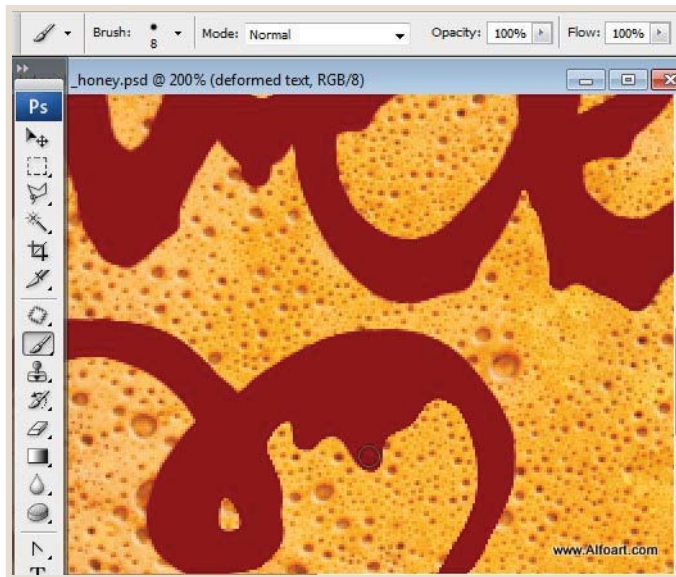 Brush: 8 Mode: Normal Opacity: 100% Flow: 100%
_honey.psd @ 200% (deformed text, RGB/8)
Ps
T
www.Alfoart.com